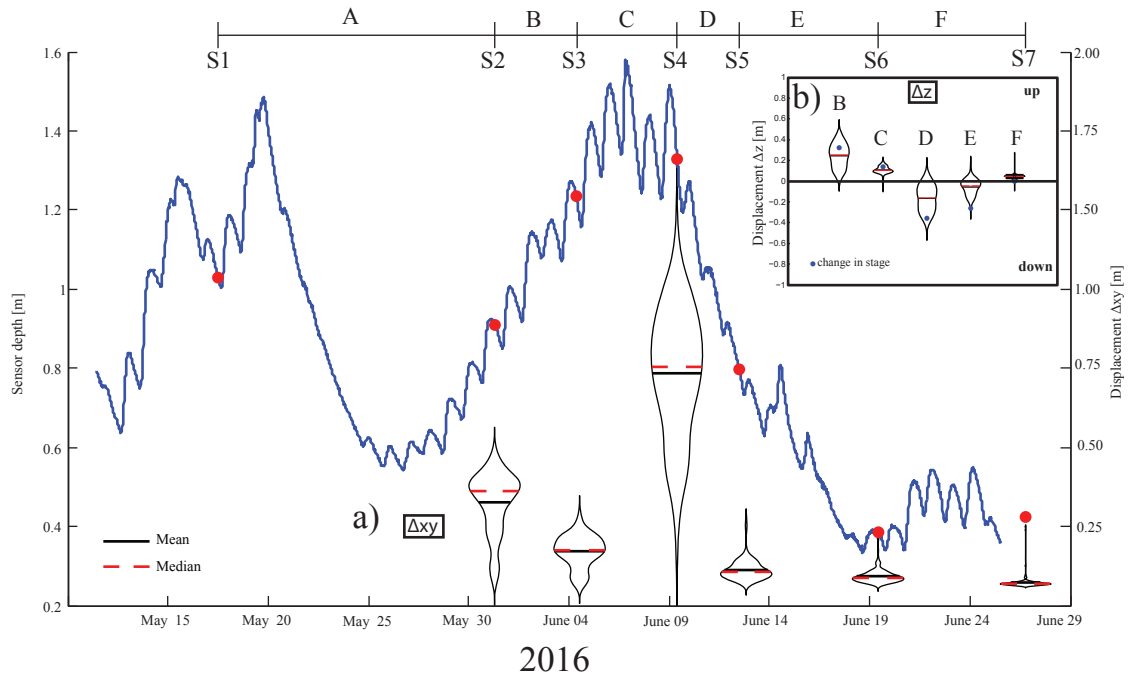 A B C D E F
S1 S2 S3 S4 S5 S6 S7
1.6
1.4
1.2
1
0.8
0.6
0.4
0.2
Sensor depth [m]
2.00
1.75
1.50
1.00
0.75
0.50
0.25
Displacement Δxy [m]
b)
Δz
up
B
C D E F
1
0.8
0.6
0.4
0.2
0
−0.2
−0.4
−0.6
−0.8
−1
Displacement Δz [m]
change in stage
down
a)
Δxy
Mean
Median
May 15 May 20 May 25 May 30 June 04 June 09 June 14 June 19 June 24 June 29
2016